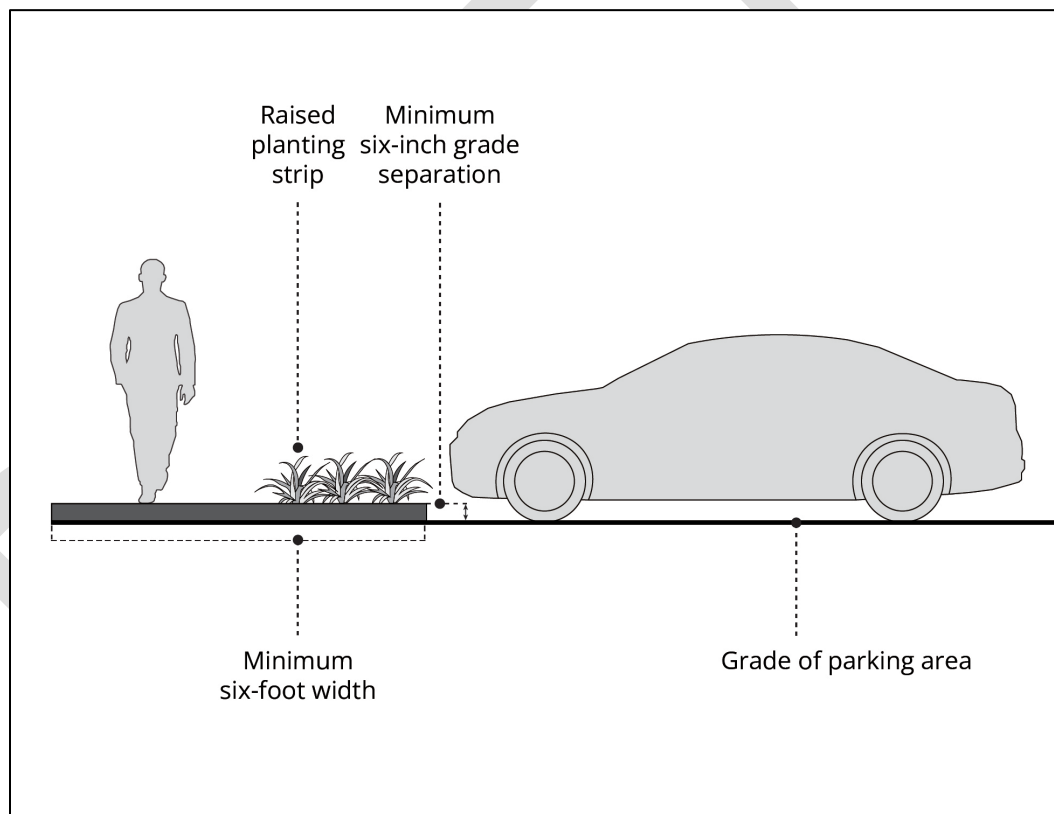 Raised
planting
strip
Minimum
six-inch grade
separation
Minimum
six-foot width
Grade of parking area